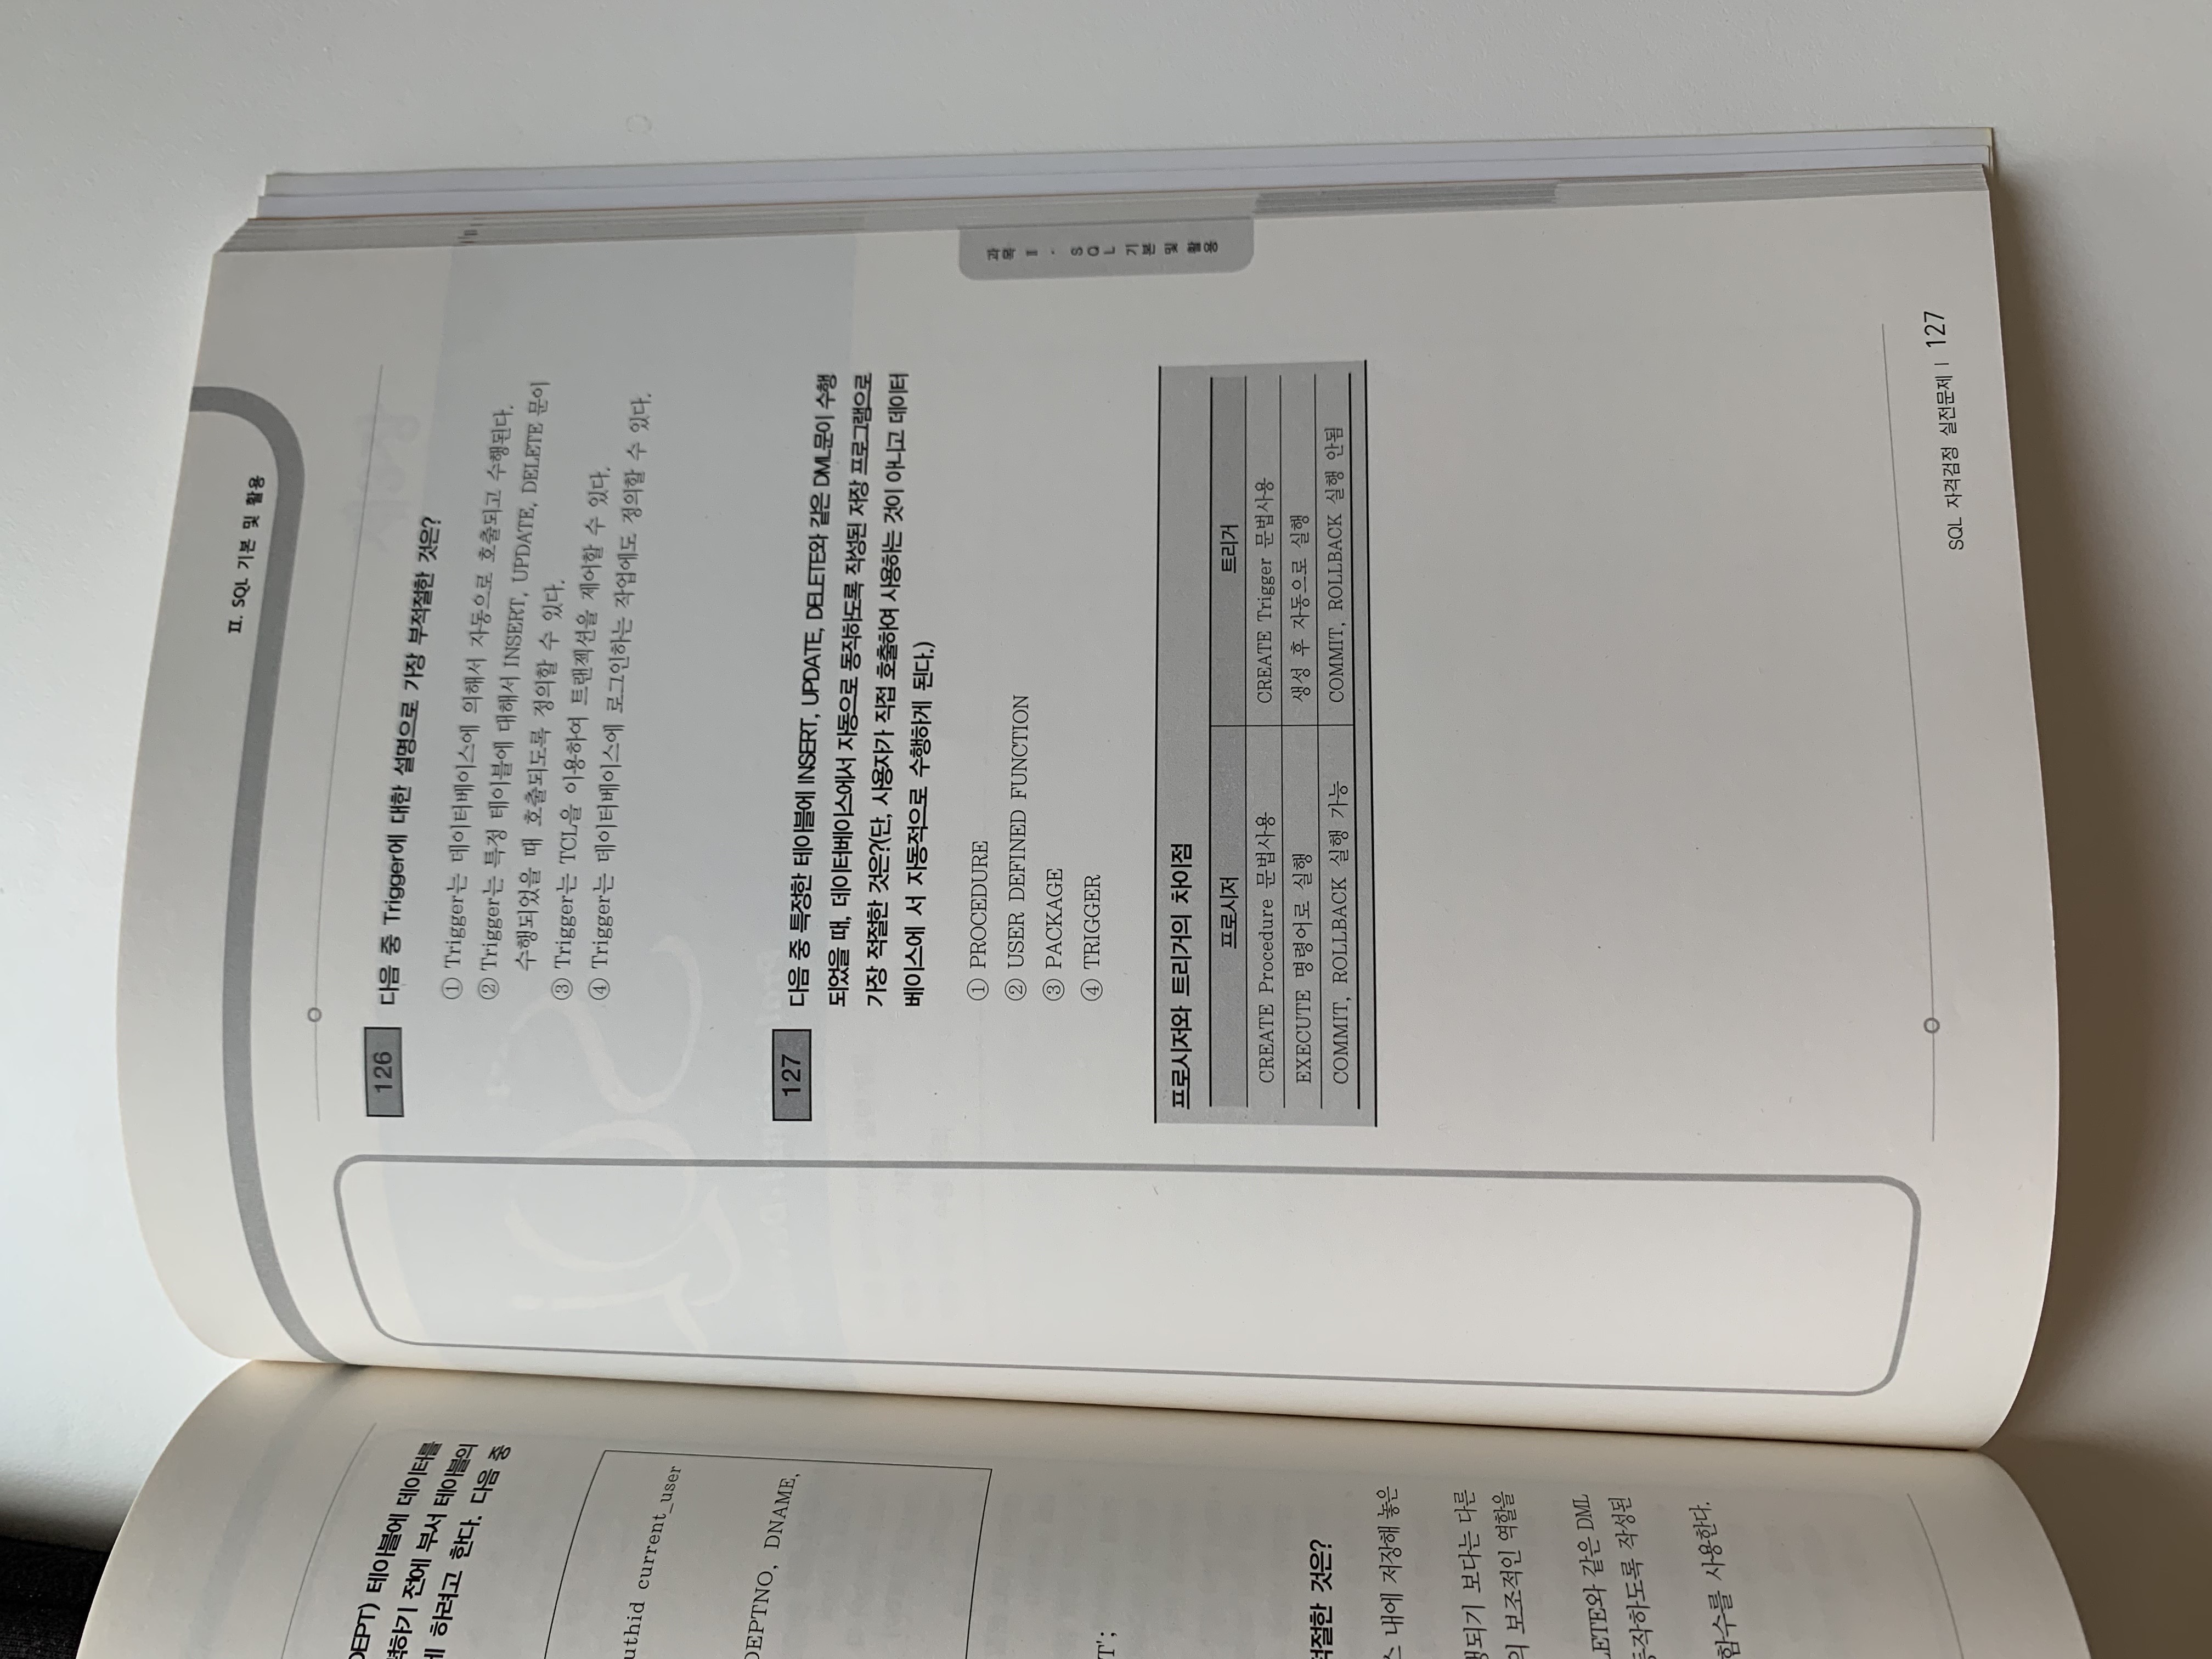 DEPT) 테이블에 데이터를
력하기 전에 부서 테이블의
게 하려고 한다. 다음 중
uthid current_user
DEPTNO, DNAME,
T';
적절한 것은?
스 내에 저장해 놓은
행되기 보다는 다른
의 보조적인 역할을
LETE와 같은 DML
동작하도록 작성된
함수를 사용한다.
Ⅱ. SQL 기본 및 활용
126 다음 중 Trigger에 대한 설명으로 가장 부적절한 것은?
① Trigger는 데이터베이스에 의해서 자동으로 호출되고 수행된다.
② Trigger는 특정 테이블에 대해서 INSERT, UPDATE, DELETE 문이
수행되었을 때 호출되도록 정의할 수 있다.
③ Trigger는 TCL을 이용하여 트랜젝션을 제어할 수 있다.
④ Trigger는 데이터베이스에 로그인하는 작업에도 정의할 수 있다.
127 다음 중 특정한 테이블에 INSERT, UPDATE, DELETE와 같은 DML문이 수행
되었을 때, 데이터베이스에서 자동으로 동작하도록 작성된 저장 프로그램으로
가장 적절한 것은?(단, 사용자가 직접 호출하여 사용하는 것이 아니고 데이터
베이스에 서 자동적으로 수행하게 된다.)
① PROCEDURE
② USER DEFINED FUNCTION
③ PACKAGE
④ TRIGGER
프로시저와 트리거의 차이점
프로시저 트리거
CREATE Procedure 문법사용 CREATE Trigger 문법사용
EXECUTE 명령어로 실행 생성 후 자동으로 실행
COMMIT, ROLLBACK 실행 가능 COMMIT, ROLLBACK 실행 안됨
과목 Ⅱ · SQL 기본 및 활용
SQL 자격검정 실전문제 | 127